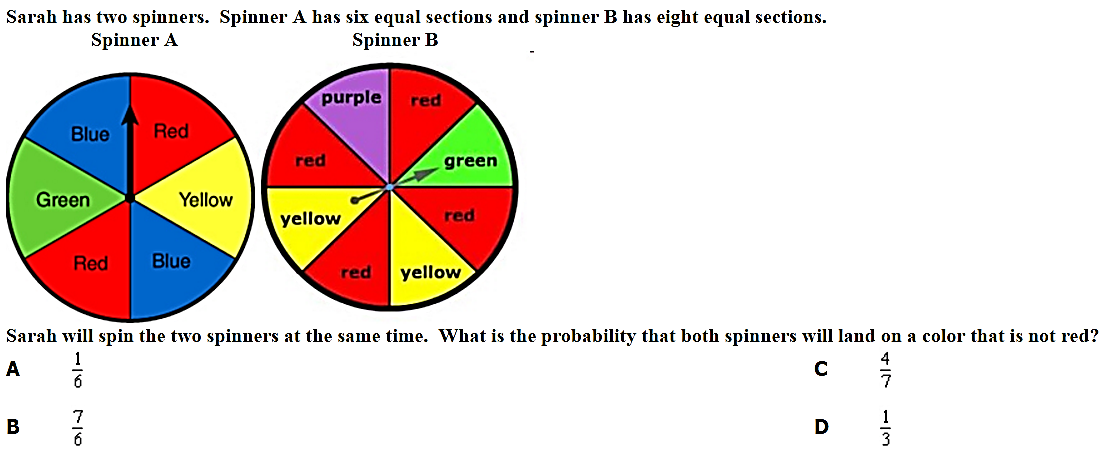 Sarah has two spinners. Spinner A has six equal sections and spinner B has eight equal sections.
Spinner A Spinner B
Blue Red
Green Yellow
Red Blue
purple red
red green
yellow red
red yellow
Sarah will spin the two spinners at the same time. What is the probability that both spinners will land on a color that is not red?
A 1/6
B 7/6
C 4/7
D 1/3